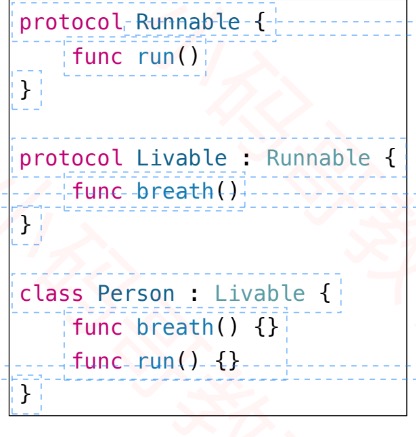 protocol Runnable {
    func run()
}
protocol Livable : Runnable {
    func breath()
}
class Person : Livable {
    func breath() {}
    func run() {}
}